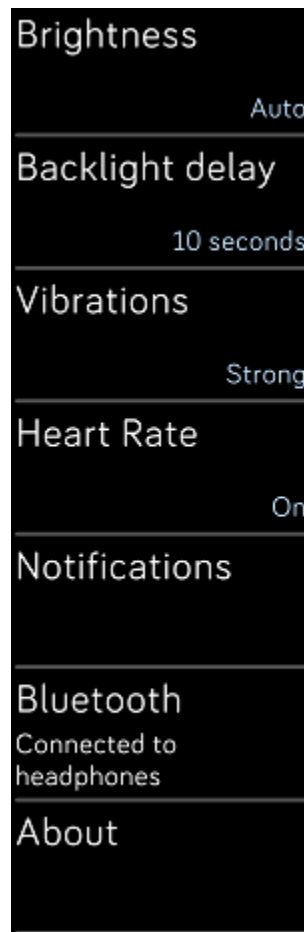 Brightness
Auto
Backlight delay
10 seconds
Vibrations
Strong
Heart Rate
On
Notifications
Bluetooth
Connected to
headphones
About